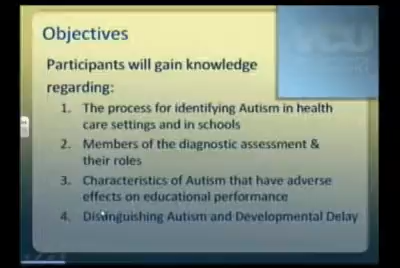 Objectives
Participants will gain knowledge
regarding:
1. The process for identifying Autism in health
care settings and in schools
2. Members of the diagnostic assessment &
their roles
3. Characteristics of Autism that have adverse
effects on educational performance
4. Distinguishing Autism and Developmental Delay